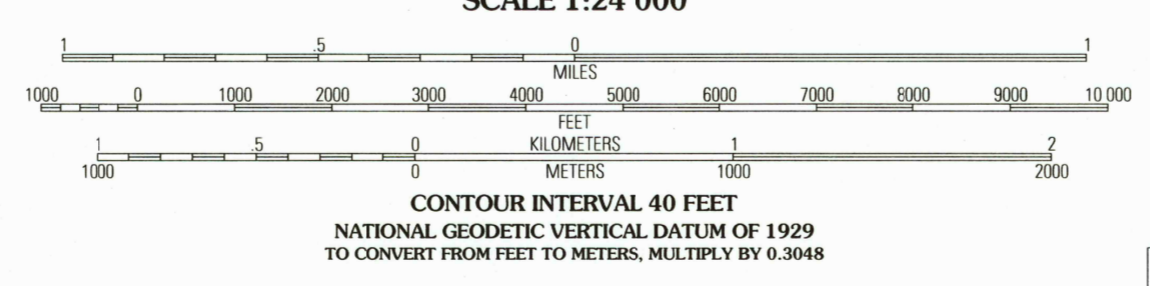 SCALE 1:24 000
1 .5 0 1
MILES
1000 0 1000 2000 3000 4000 5000 6000 7000 8000 9000 10 000
FEET
1 .5 0 KILOMETERS 1 2
1000 0 METERS 1000 2000
CONTOUR INTERVAL 40 FEET
NATIONAL GEODETIC VERTICAL DATUM OF 1929
TO CONVERT FROM FEET TO METERS, MULTIPLY BY 0.3048